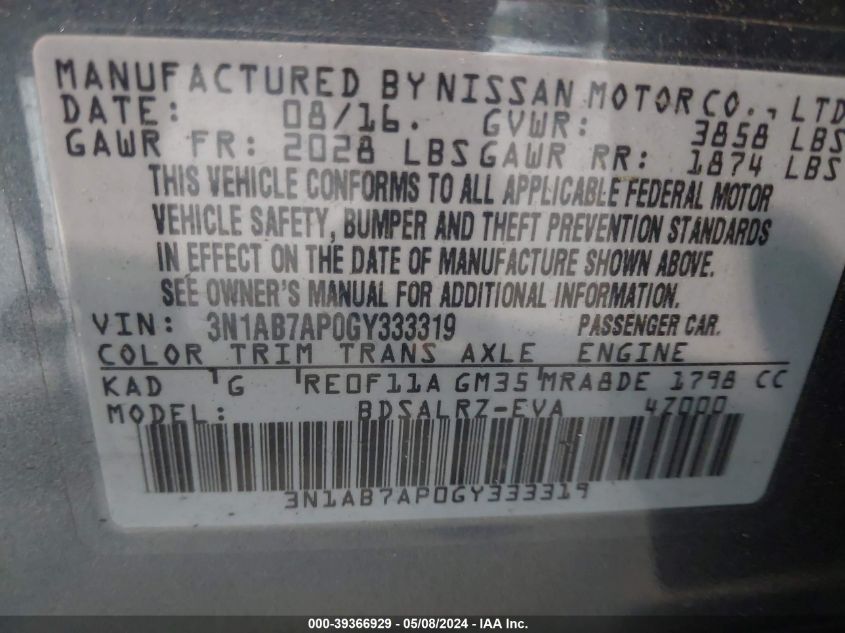 MANUFACTURED BY NISSAN MOTOR CO., LTD
DATE: 08/16. GVWR: 3858 LBS
GAWR FR: 2028 LBS GAWR RR: 1874 LBS
THIS VEHICLE CONFORMS TO ALL APPLICABLE FEDERAL MOTOR
VEHICLE SAFETY, BUMPER AND THEFT PREVENTION STANDARDS
IN EFFECT ON THE DATE OF MANUFACTURE SHOWN ABOVE.
SEE OWNER'S MANUAL FOR ADDITIONAL INFORMATION.
VIN: 3N1AB7AP0GY333319 PASSENGER CAR.
COLOR TRIM TRANS AXLE ENGINE
KAD G RE0F11A GM35 MRA8DE 1798 CC
MODEL: BDSALRZ-EVA 4Z000
3N1AB7AP0GY333319
000-39366929 - 05/08/2024 - IAA Inc.